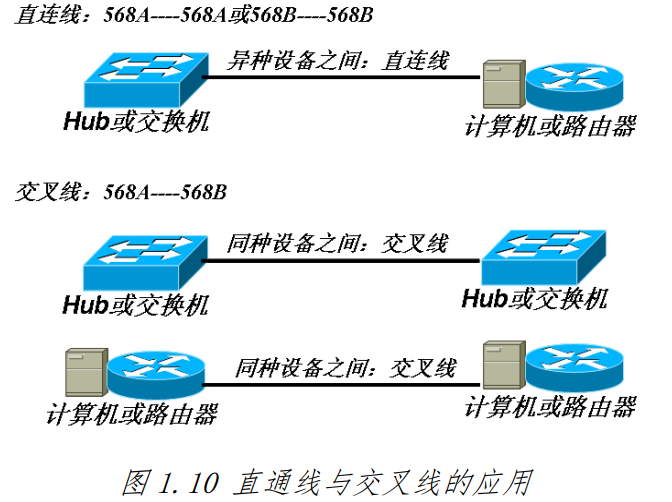 直连线：568A----568A或568B----568B
异种设备之间：直连线
Hub或交换机
计算机或路由器
交叉线：568A----568B
同种设备之间：交叉线
Hub或交换机
Hub或交换机
同种设备之间：交叉线
计算机或路由器
计算机或路由器
图 1.10 直通线与交叉线的应用